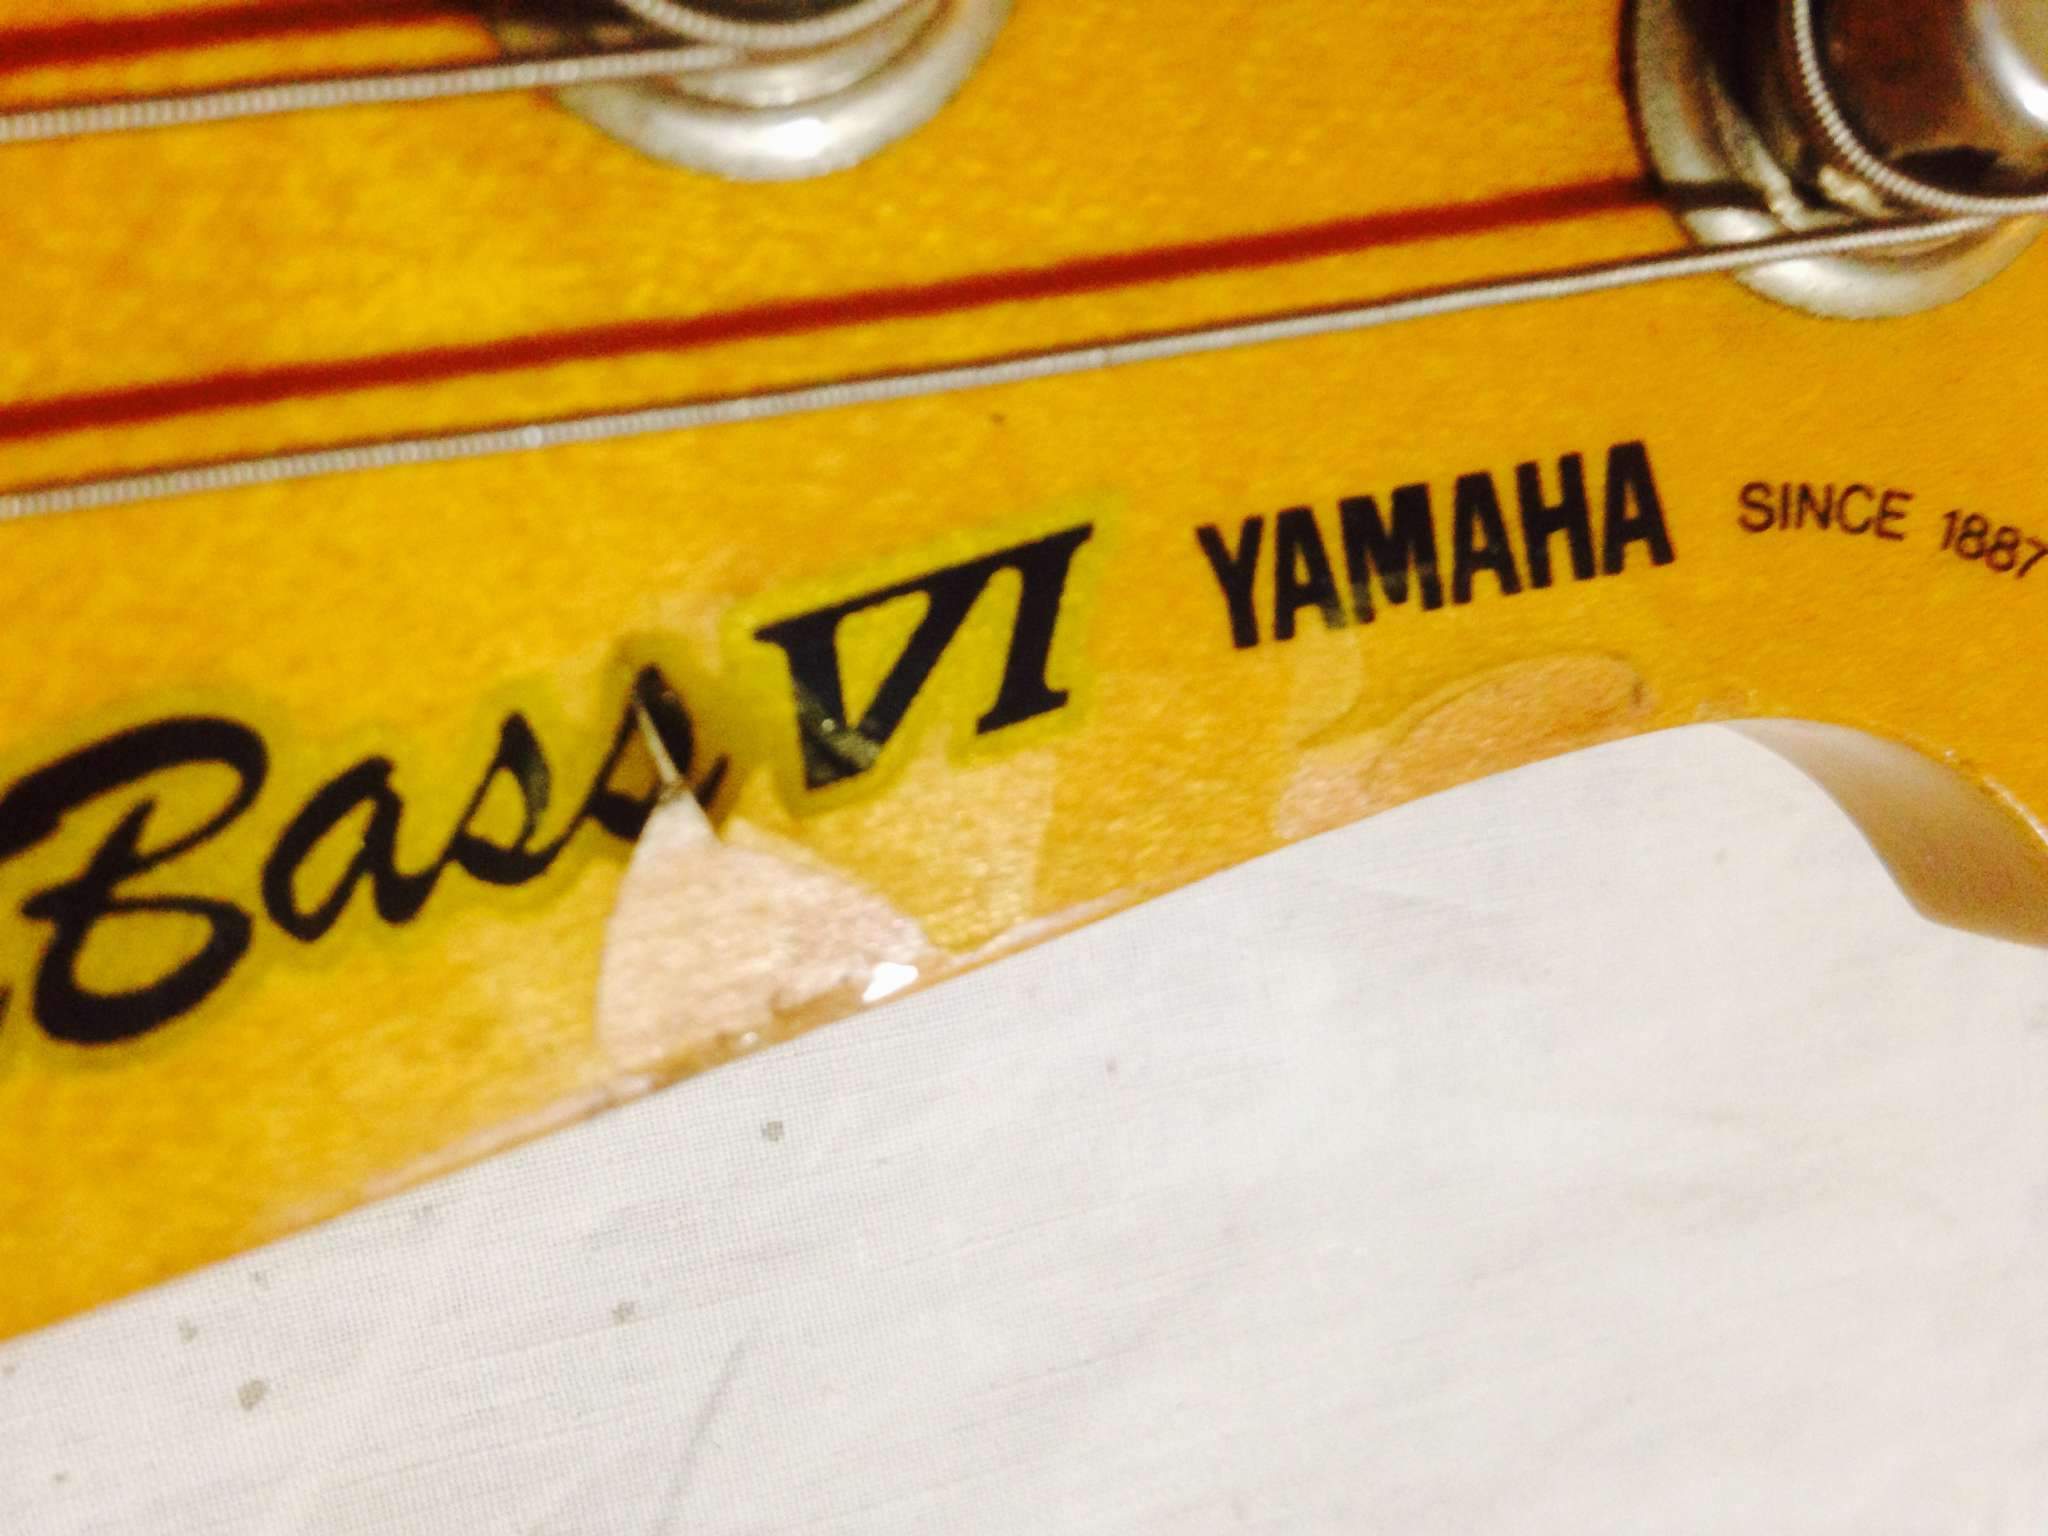 Bass VI YAMAHA SINCE 1887